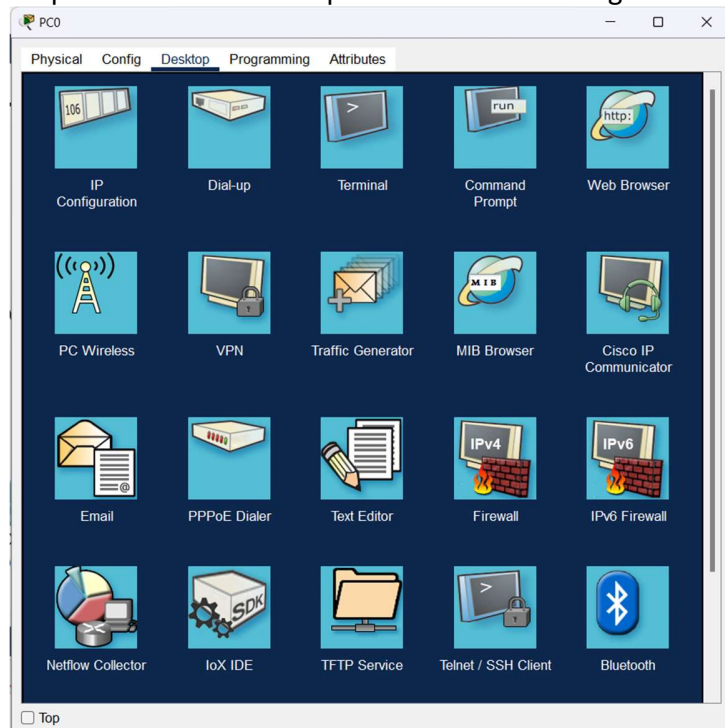 PC0
Physical Config Desktop Programming Attributes
106
run
http:
IP
Configuration
Dial-up
Terminal
Command
Prompt
Web Browser
MIB
PC Wireless
VPN
Traffic Generator
MIB Browser
Cisco IP
Communicator
IPv4
IPv6
Email
PPPoE Dialer
Text Editor
Firewall
IPv6 Firewall
SDK
Netflow Collector
IoX IDE
TFTP Service
Telnet / SSH Client
Bluetooth
Top